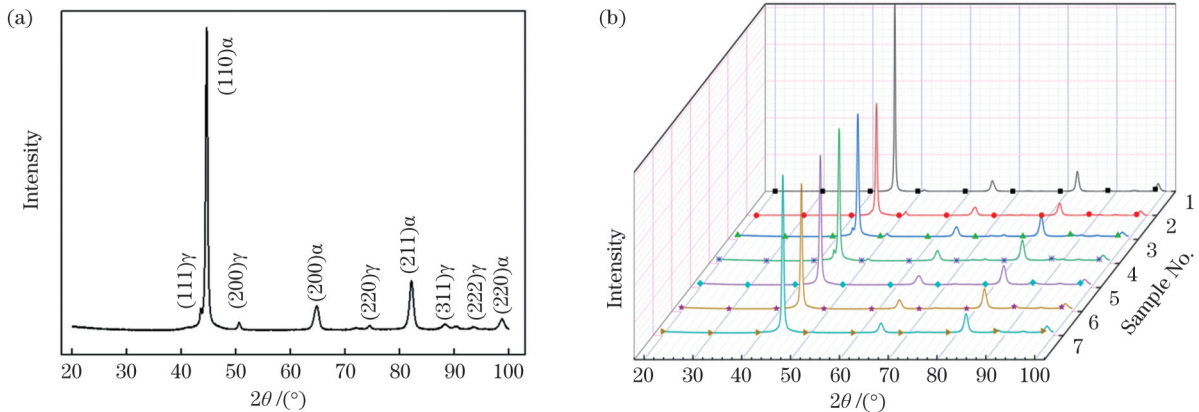 (a)
Intensity
(111)γ
(110)α
(200)γ
(200)α
(220)γ
(211)α
(311)γ
(222)γ
(220)α
20 30 40 50 60 70 80 90 100
2θ/(°)
(b)
Intensity
20 30 40 50 60 70 80 90 100
2θ/(°)
1
2
3
4
5
6
7
Sample No.